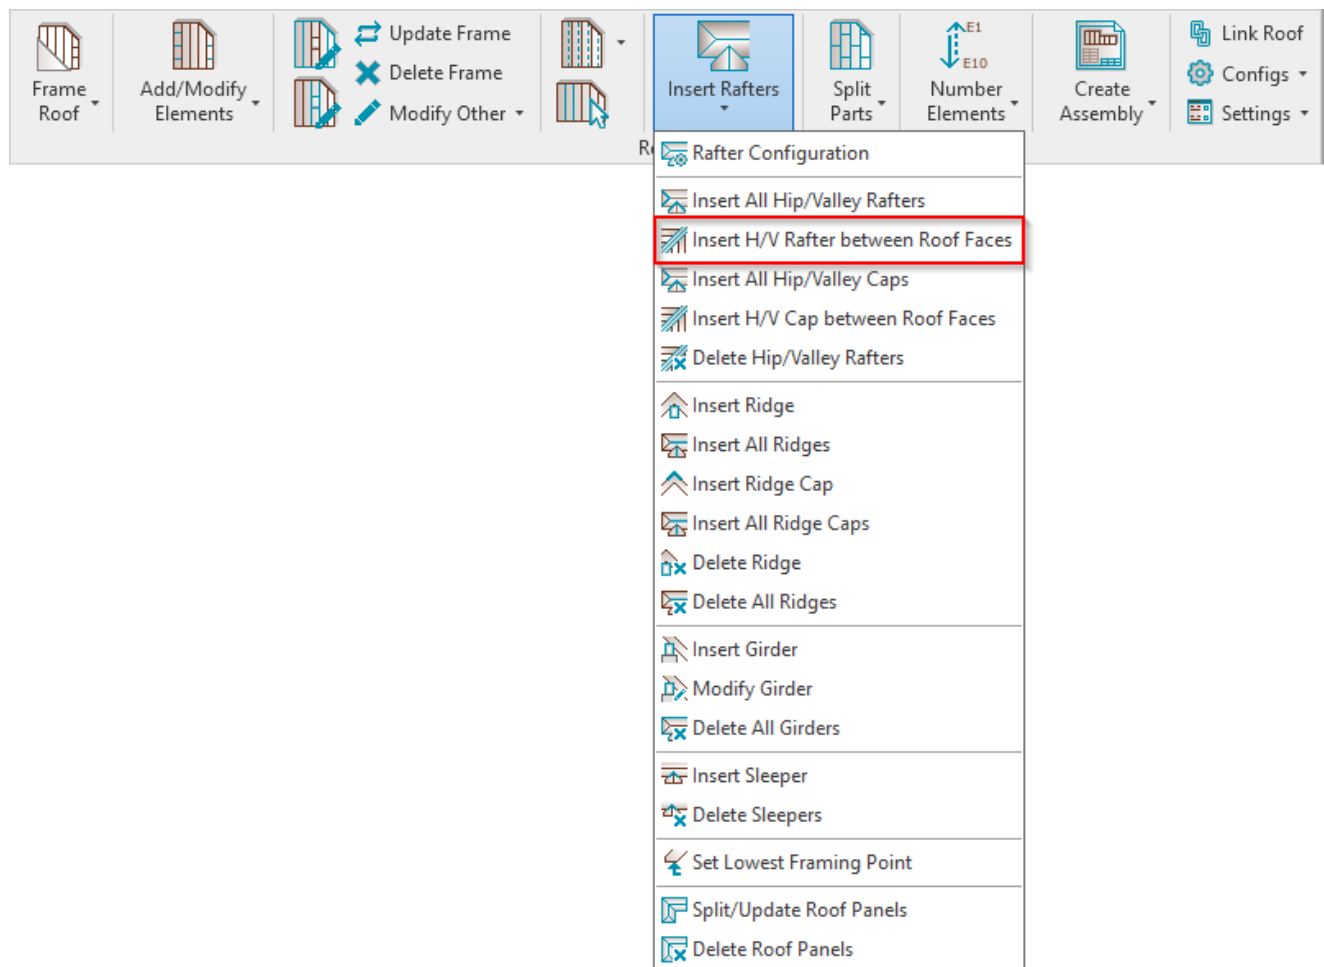 Frame
Roof
Add/Modify
Elements
Update Frame
Delete Frame
Modify Other
Insert Rafters
Split
Parts
E1
E10
Number
Elements
Create
Assembly
Link Roof
Configs
Settings
Rafter Configuration
Insert All Hip/Valley Rafters
Insert H/V Rafter between Roof Faces
Insert All Hip/Valley Caps
Insert H/V Cap between Roof Faces
Delete Hip/Valley Rafters
Insert Ridge
Insert All Ridges
Insert Ridge Cap
Insert All Ridge Caps
Delete Ridge
Delete All Ridges
Insert Girder
Modify Girder
Delete All Girders
Insert Sleeper
Delete Sleepers
Set Lowest Framing Point
Split/Update Roof Panels
Delete Roof Panels